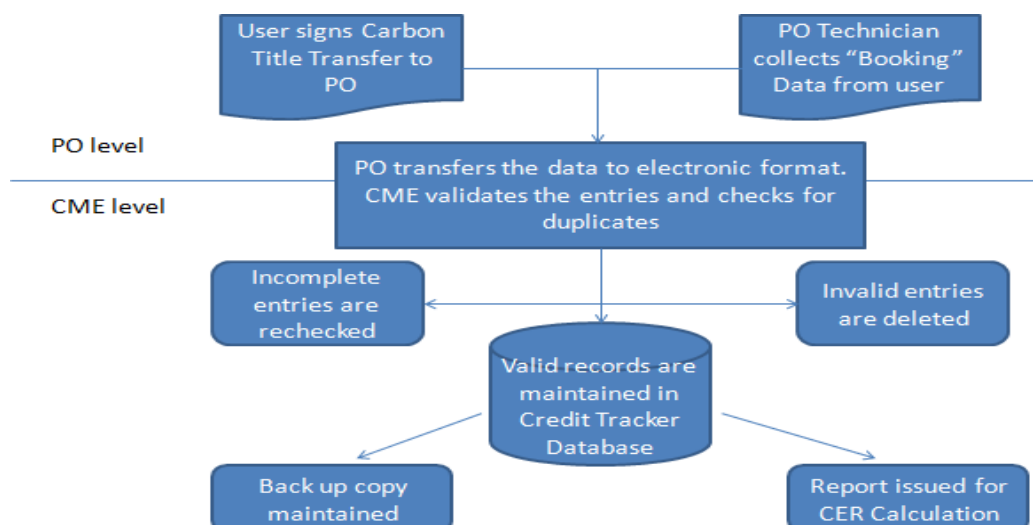 User signs Carbon
Title Transfer to
PO
PO Technician
collects “Booking”
Data from user
PO level
PO transfers the data to electronic format.
CME validates the entries and checks for
duplicates
CME level
Incomplete
entries are
rechecked
Invalid entries
are deleted
Valid records are
maintained in
Credit Tracker
Database
Back up copy
maintained
Report issued for
CER Calculation